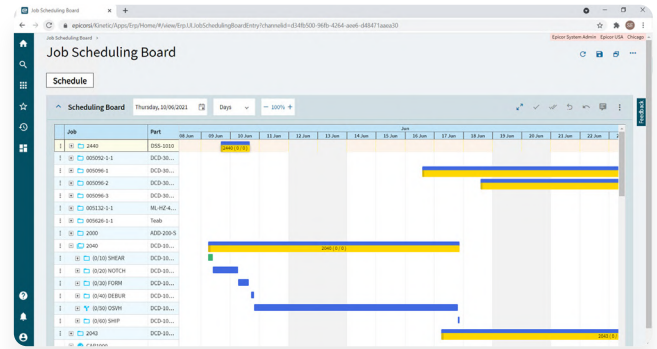 Job Scheduling Board
epicorsi/Kinetic/Apps/Erp/Home/#/view/Erp.UI.JobSchedulingBoardEntry?channelid=d34fb500-96fb-4264-aee6-d48471aaea30
Job Scheduling Board
Epicor System Admin Epicor USA Chicago
Job Scheduling Board
Schedule
Scheduling Board Thursday, 10/06/2021 Days − 100% +
Feedback
Job Part
Jun
08 Jun 09 Jun 10 Jun 11 Jun 12 Jun 13 Jun 14 Jun 15 Jun 16 Jun 17 Jun 18 Jun 19 Jun 20 Jun 21 Jun 22 Jun
2440 DSS-1010 2440 ( 0 / 0 )
005092-1-1 DCD-30...
005096-1 DCD-30...
005096-2 DCD-30...
005096-3 DCD-30...
005132-1-1 ML-HZ-4...
005626-1-1 Teab
2000 ADD-200-S
2040 DCD-10... 2040 ( 0 / 0 )
(0/10) SHEAR DCD-10...
(0/20) NOTCH DCD-10...
(0/30) FORM DCD-10...
(0/40) DEBUR DCD-10...
(0/50) OSVH DCD-10...
(0/60) SHIP DCD-10...
2042 DCD-10...